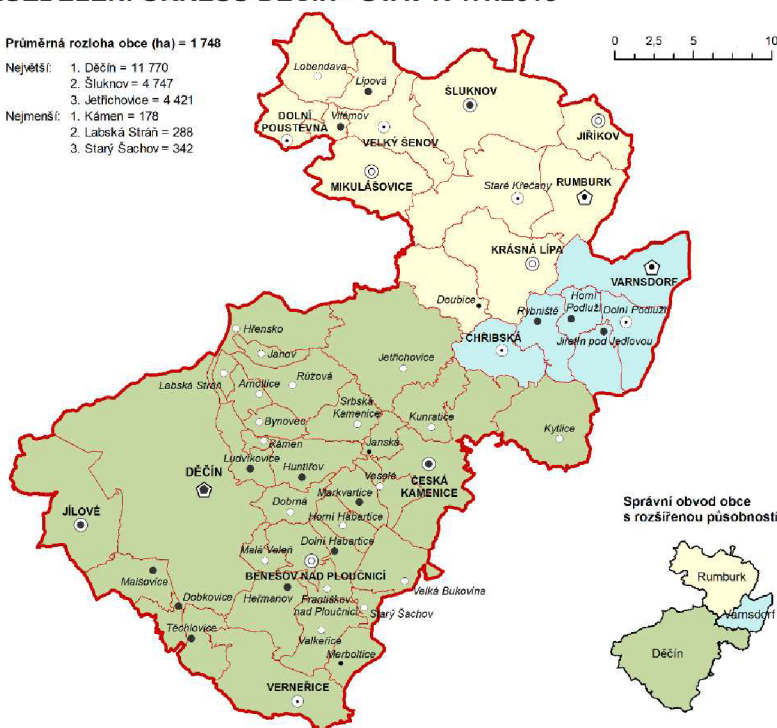 Průměrná rozloha obce (ha) = 1 748
Největší: 1. Děčín = 11 770
2. Šluknov = 4 747
3. Jetřichovice = 4 421
Nejmenší: 1. Kámen = 178
2. Labská Stráň = 288
3. Starý Šachov = 342
0 2,5 5 10
Lobendava
Lipová
ŠLUKNOV
DOLNÍ
POUSTEVNA
Vilémov
VELKÝ ŠENOV
JIŘÍKOV
MIKULÁŠOVICE
Staré Křečany
RUMBURK
KRÁSNÁ LÍPA
VARNSDORF
Doubice
Rybniště
Horní
Podluží
Dolní Podluží
CHŘIBSKÁ
Jiřetín pod Jedlovou
Hřensko
Janov
Jetřichovice
Labská Stráň
Arnoltice
Růžová
Srbská
Kamenice
Bynovec
Kunratice
Kytlice
Kámen
Janská
Ludvíkovice
Huntířov
Veselé
ČESKÁ
KAMENICE
DĚČÍN
Markvartice
Dobrná
Horní Habartice
JÍLOVÉ
Dolní Habartice
Malá Veleň
BENEŠOV NAD PLOUČNICÍ
Malšovice
Dobkovice
Heřmanov
Františkov
nad Ploučnicí
Velká Bukovina
Starý Šachov
Těchlovice
Valkeřice
Merboltice
VERNEŘICE
Správní obvod obce
s rozšířenou působností
Rumburk
Varnsdorf
Děčín